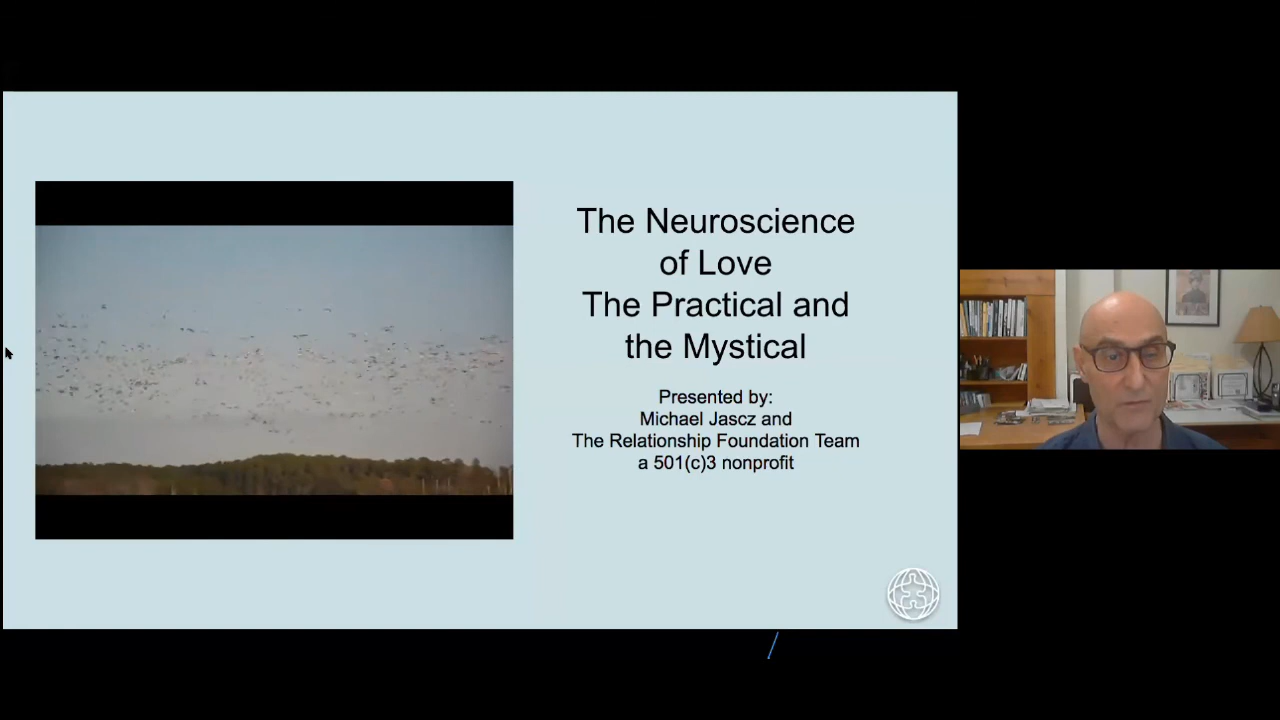 The Neuroscience
of Love
The Practical and
the Mystical
Presented by:
Michael Jascz and
The Relationship Foundation Team
a 501(c)3 nonprofit